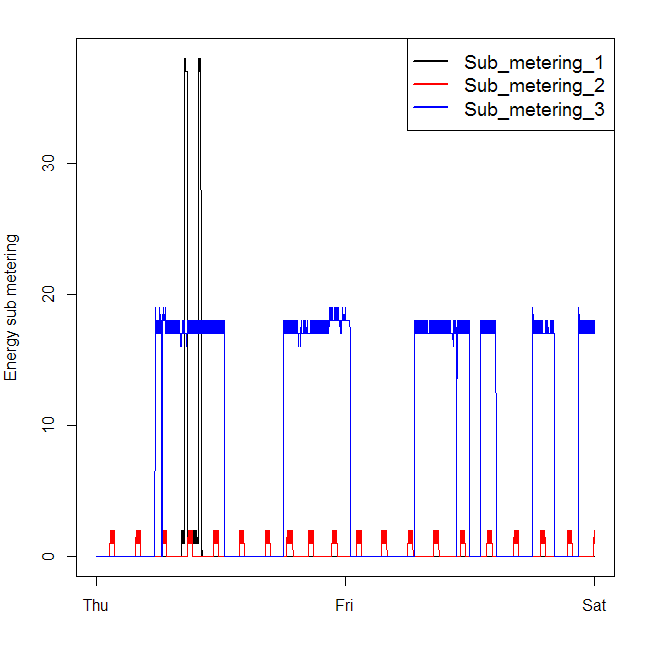 Sub_metering_1
Sub_metering_2
Sub_metering_3
Energy sub metering
30
20
10
0
Thu
Fri
Sat